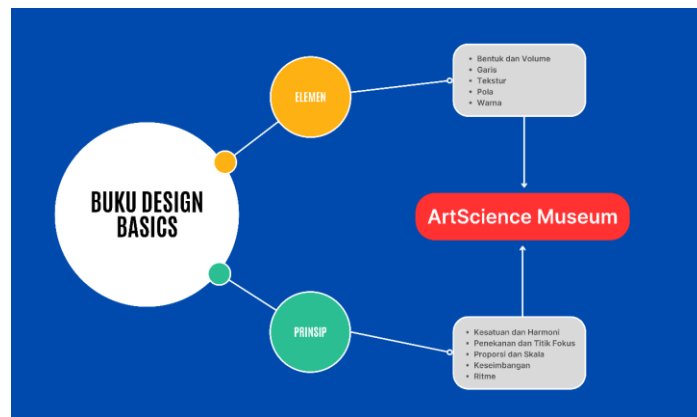 ELEMEN
Bentuk dan Volume
Garis
Tekstur
Pola
Warna
BUKU DESIGN
BASICS
ArtScience Museum
PRINSIP
Kesatuan dan Harmoni
Penekanan dan Titik Fokus
Proporsi dan Skala
Keseimbangan
Ritme